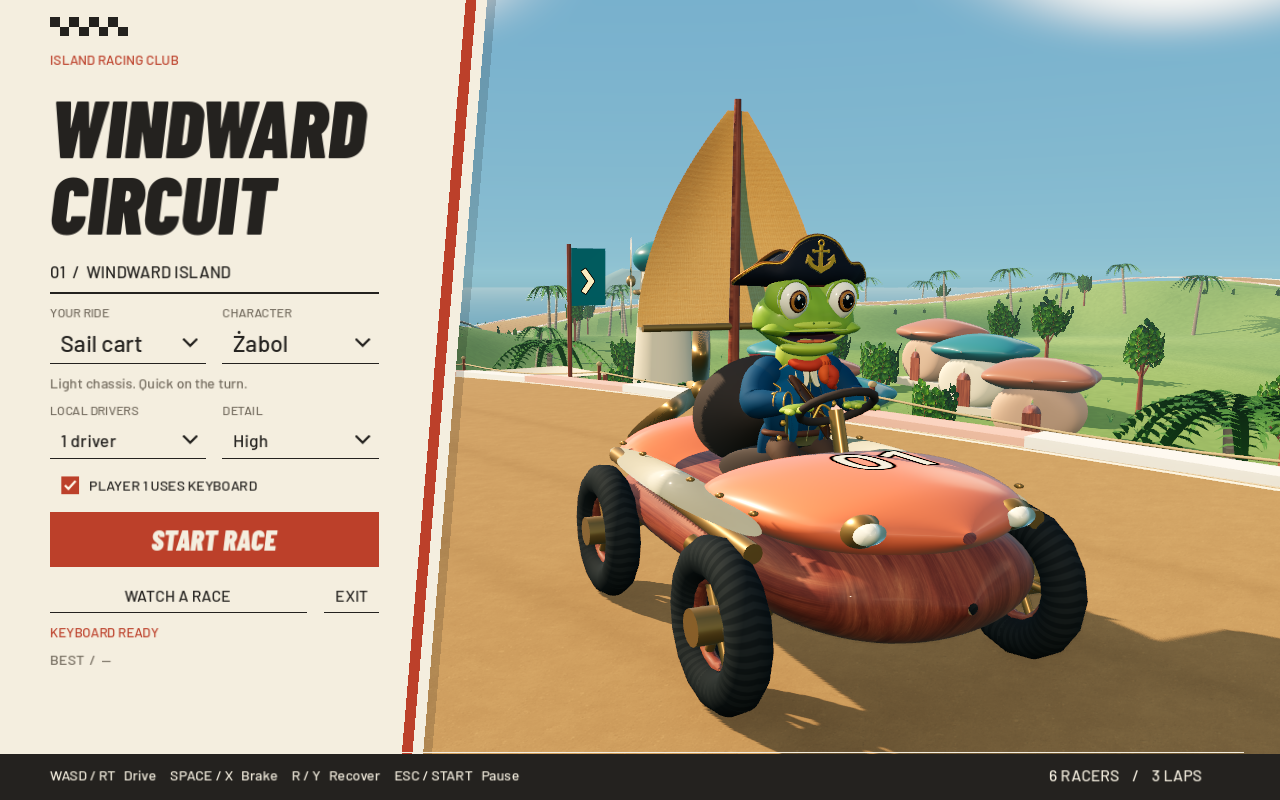 ISLAND RACING CLUB
WINDWARD
CIRCUIT
01 / WINDWARD ISLAND
YOUR RIDE CHARACTER
Sail cart Żabol
Light chassis. Quick on the turn.
LOCAL DRIVERS DETAIL
1 driver High
PLAYER 1 USES KEYBOARD
START RACE
WATCH A RACE EXIT
KEYBOARD READY
BEST / –
01
WASD / RT Drive SPACE / X Brake R / Y Recover ESC / START Pause
6 RACERS / 3 LAPS